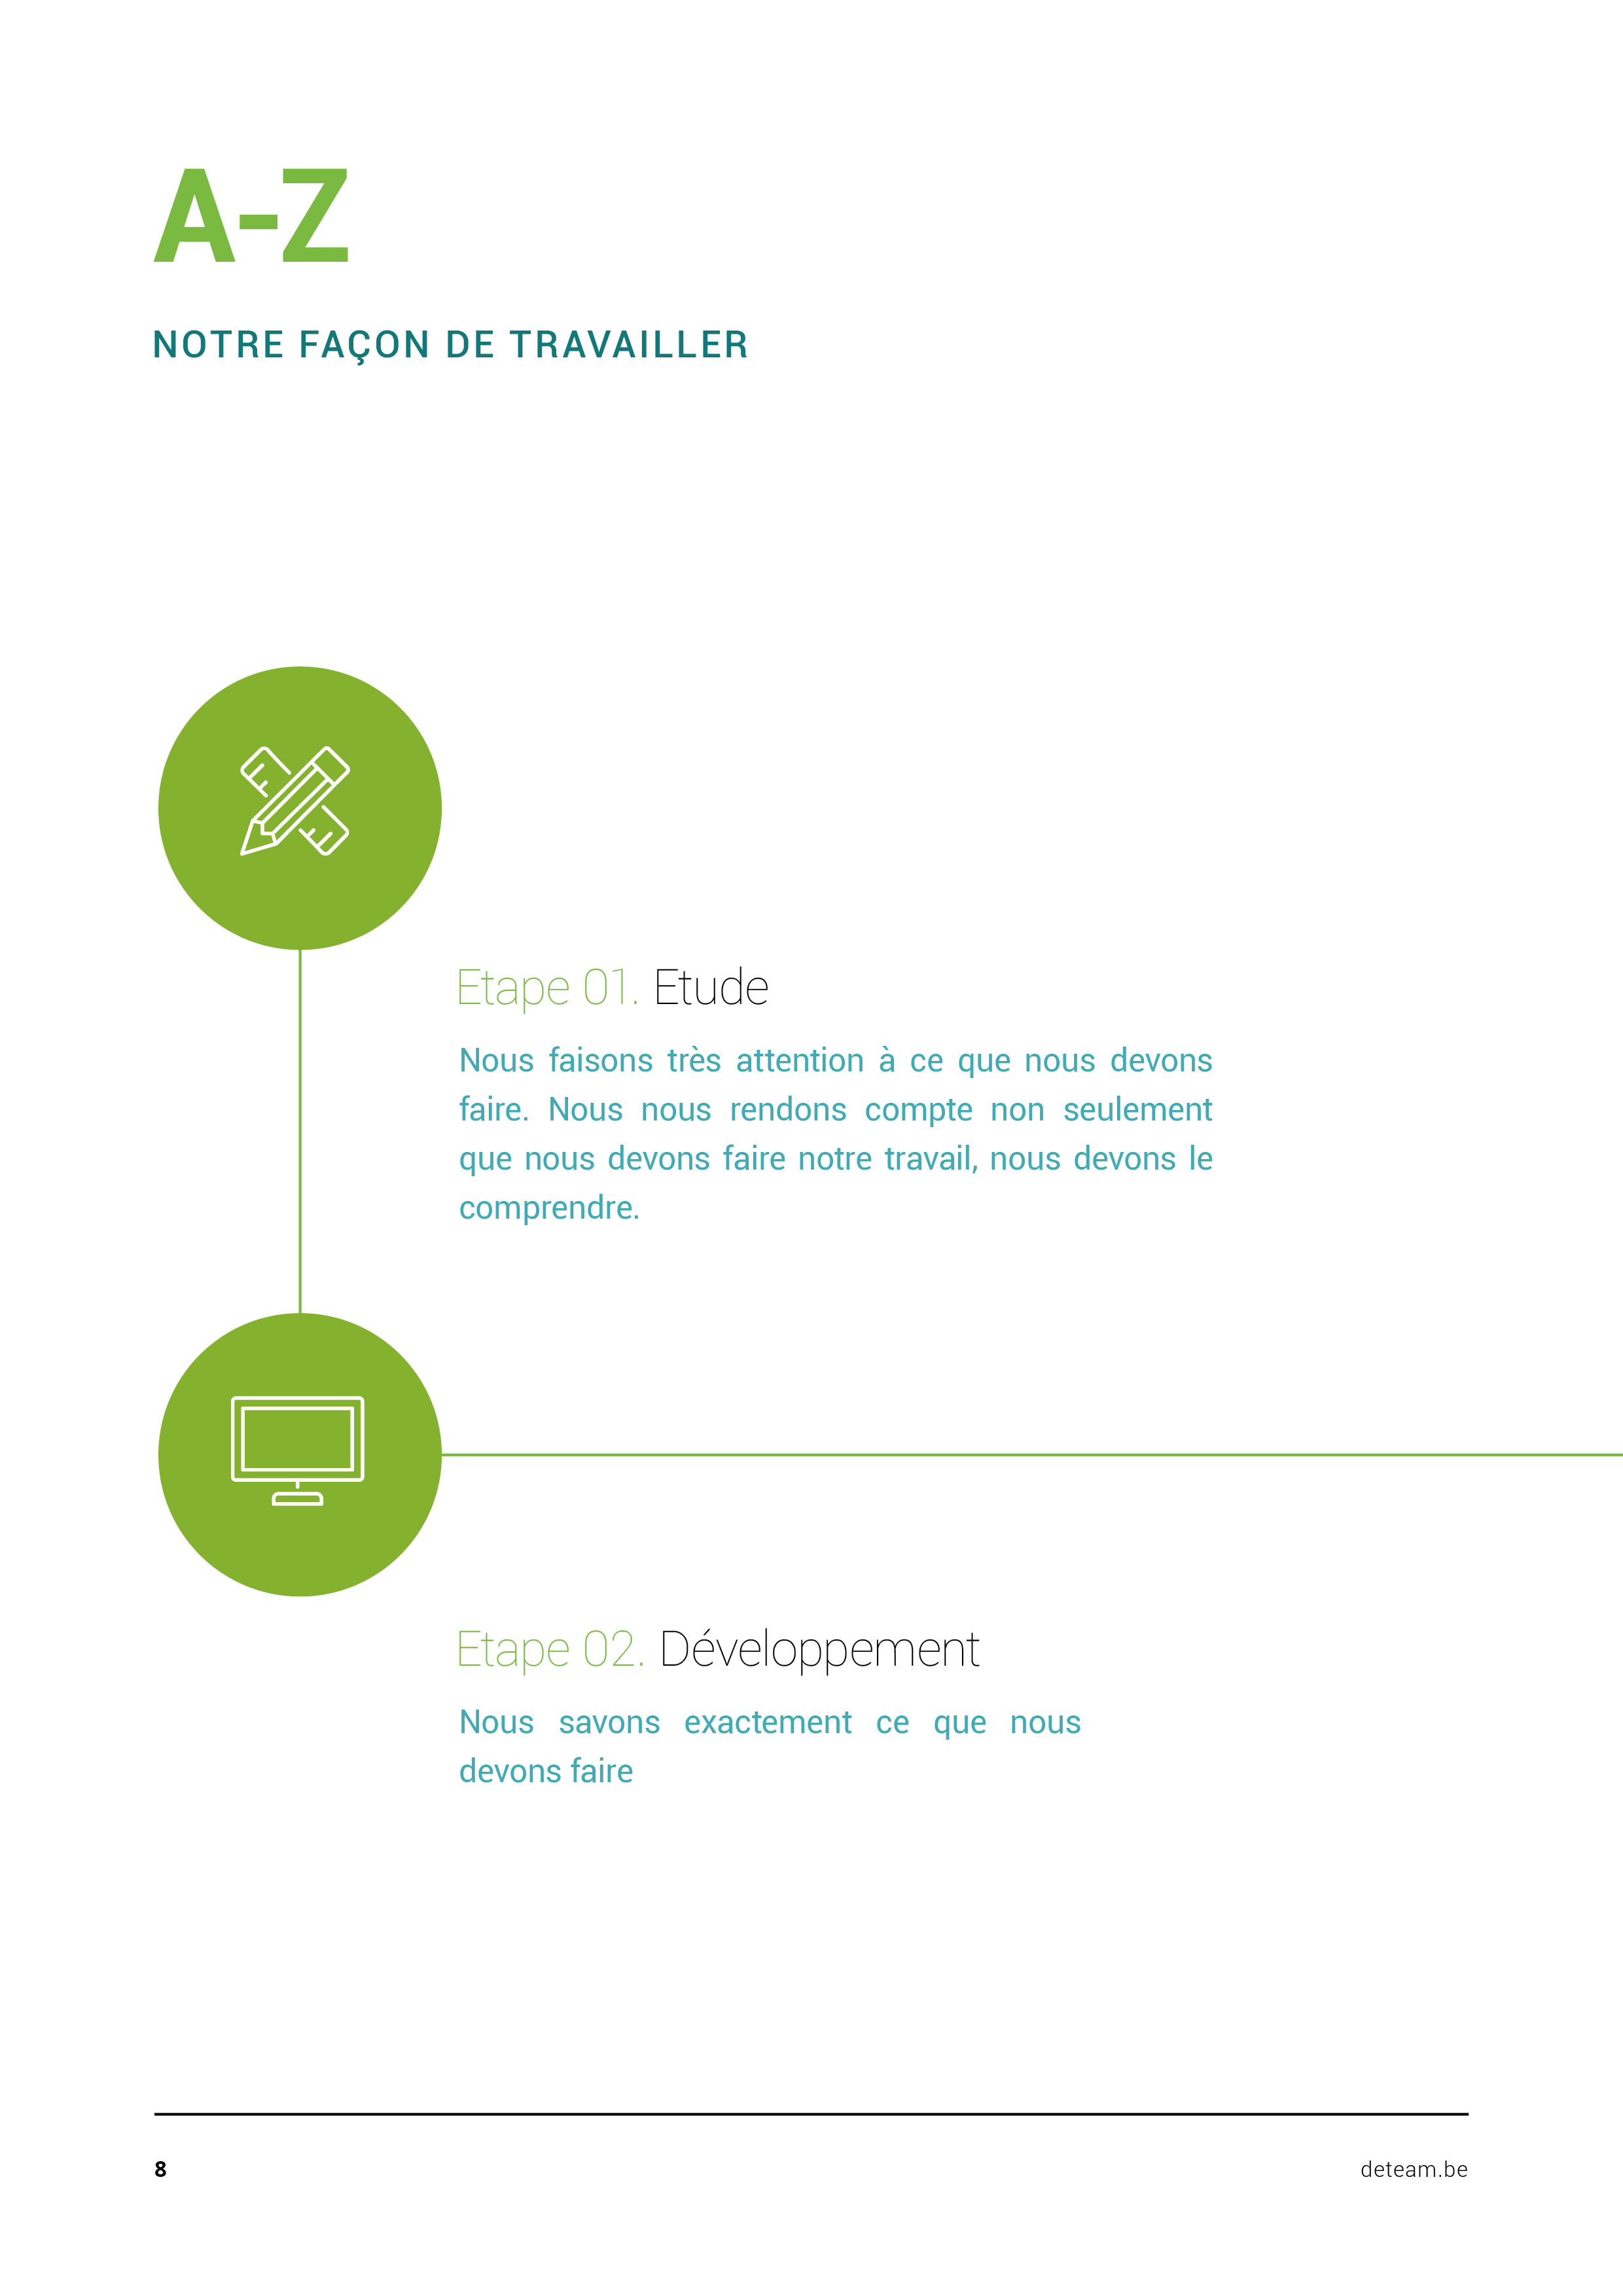 A-Z
NOTRE FAÇON DE TRAVAILLER
Etape 01. Etude
Nous faisons très attention à ce que nous devons
faire. Nous nous rendons compte non seulement
que nous devons faire notre travail, nous devons le
comprendre.
Etape 02. Développement
Nous savons exactement ce que nous
devons faire
8
deteam.be